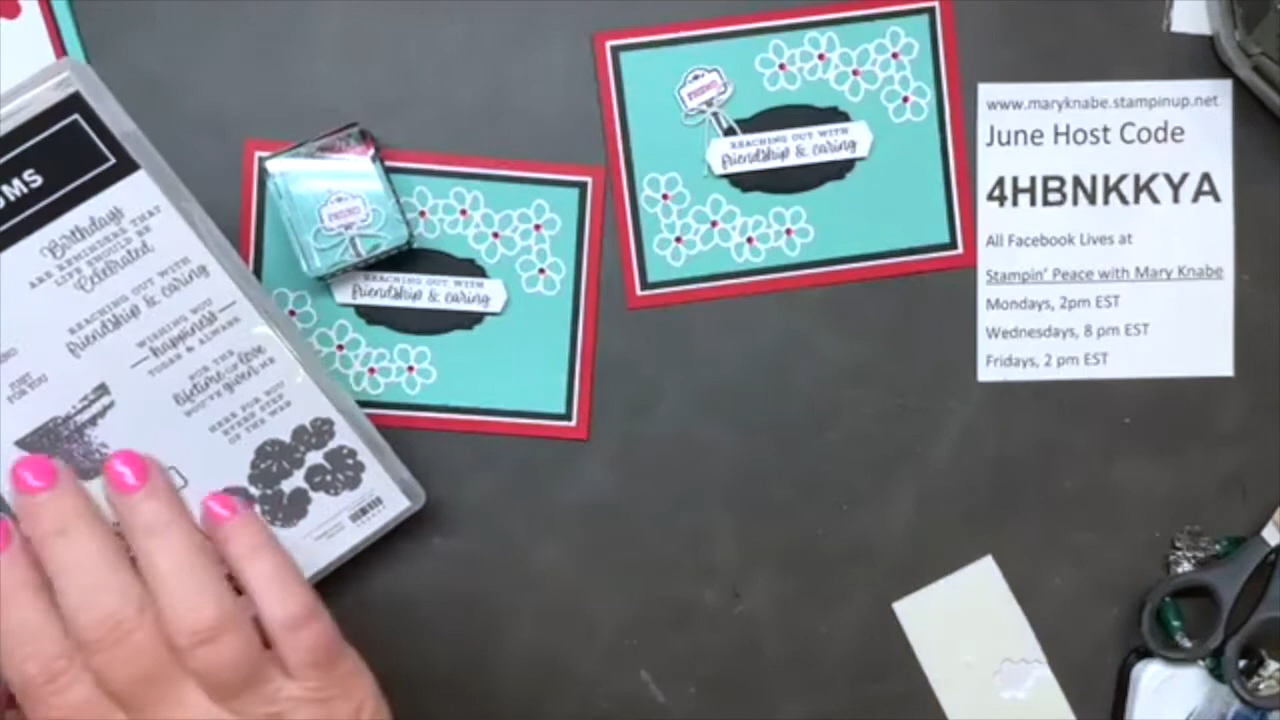 UMS
Birthdays
ARE REMINDERS THAT
LIFE SHOULD BE
Celebrated.
REACHING OUT WITH
friendship & caring
WISHING YOU
happiness
TODAY & ALWAYS
JUST
FOR YOU
FOR THE
lifetime of love
YOU'VE given ME
HERE FOR YOU
EVERY STEP
OF THE WAY
FRIEND
REACHING OUT WITH
friendship & caring
FRIEND
REACHING OUT WITH
friendship & caring
www.maryknabe.stampinup.net
June Host Code
4HBNKKYA
All Facebook Lives at
Stampin' Peace with Mary Knabe
Mondays, 2pm EST
Wednesdays, 8 pm EST
Fridays, 2 pm EST